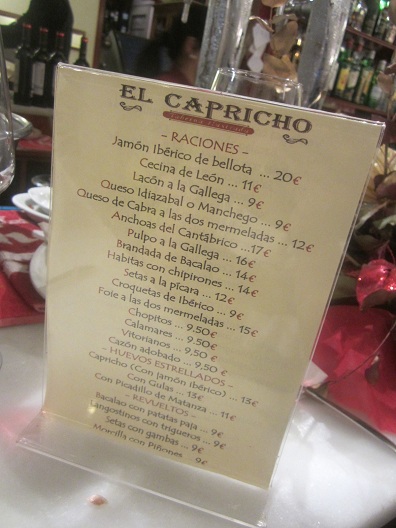 EL CAPRICHO
- RACIONES -
Jamón Ibérico de bellota ... 20€
Cecina de León ... 11€
Lacón a la Gallega ... 9€
Queso Idiazabal o Manchego ... 9€
Queso de Cabra a las dos mermeladas ... 12€
Anchoas del Cantábrico ...17€
Pulpo a la Gallega ... 16€
Brandada de Bacalao ... 14€
Habitas con chipirones ... 14€
Setas a la pícara ... 12€
Croquetas de Ibérico ... 9€
Foie a las dos mermeladas ... 15€
Chopitos ... 9,50€
Calamares ... 9,50€
Vitorianos ... 9,50 €
Cazón adobado ... 9,50 €
- HUEVOS ESTRELLADOS -
Capricho (Con jamón ibérico) ... 13€
Con Gulas ... 13€
Con Picadillo de Matanza ... 11€
- REVUELTOS -
Bacalao con patatas paja ... 9€
Langostinos con trigueros ... 9€
Setas con gambas ... 9€
Morcilla con Piñones ... 9€